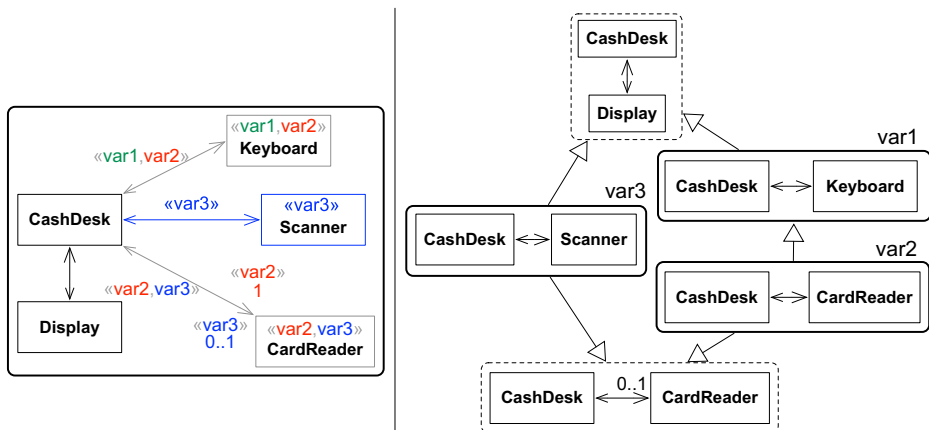 «var1,var2»
Keyboard
«var1,var2»
«var3»
«var3»
CashDesk
Scanner
«var2»
1
«var2,var3»
Display
«var3»
0..1
«var2,var3»
CardReader
CashDesk
Display
var1
CashDesk
Keyboard
var3
CashDesk
Scanner
var2
CashDesk
CardReader
0..1
CashDesk
CardReader